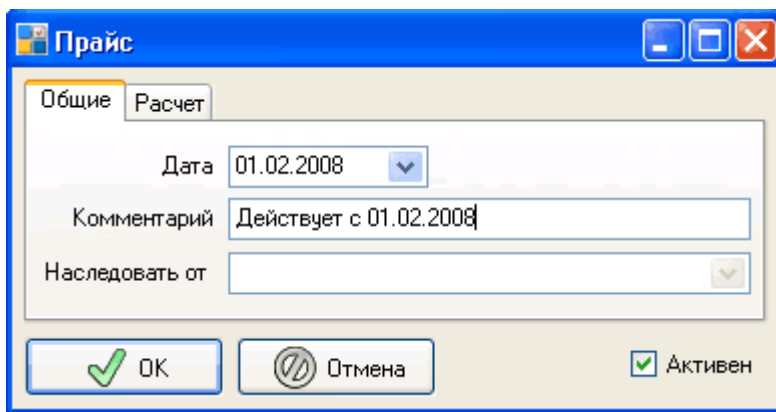 Прайс
Общие Расчет
Дата 01.02.2008
Комментарий Действует с 01.02.2008
Наследовать от
OK Отмена Активен